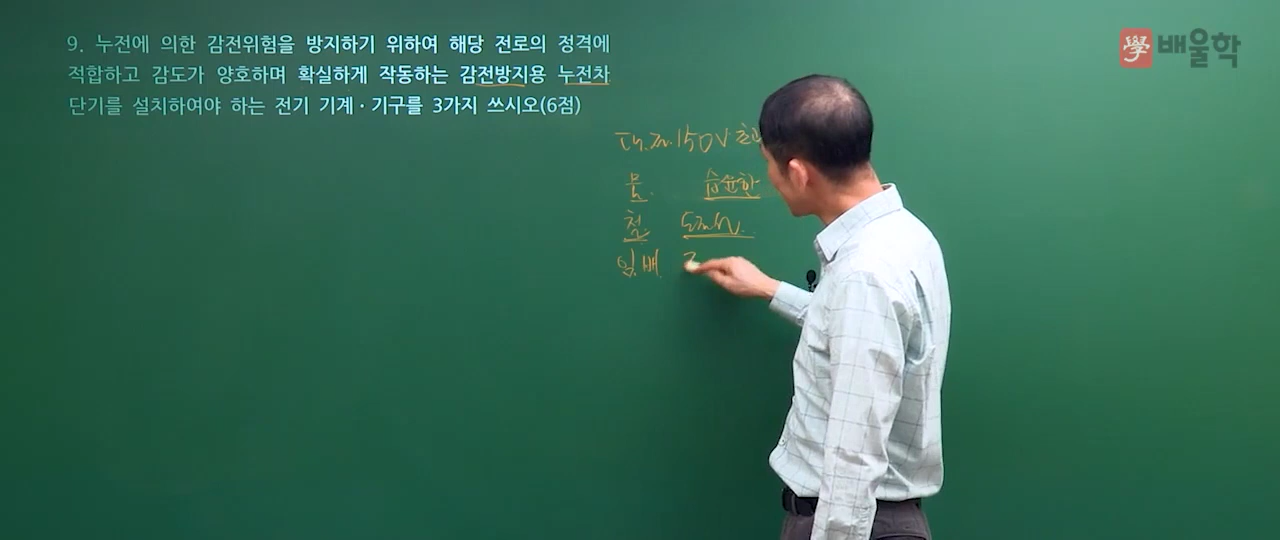 9. 누전에 의한 감전위험을 방지하기 위하여 해당 전로의 정격에
적합하고 감도가 양호하며 확실하게 작동하는 감전방지용 누전차
단기를 설치하여야 하는 전기 기계·기구를 3가지 쓰시오(6점)
學 배울학
150V
물. 습윤한
철
임.배